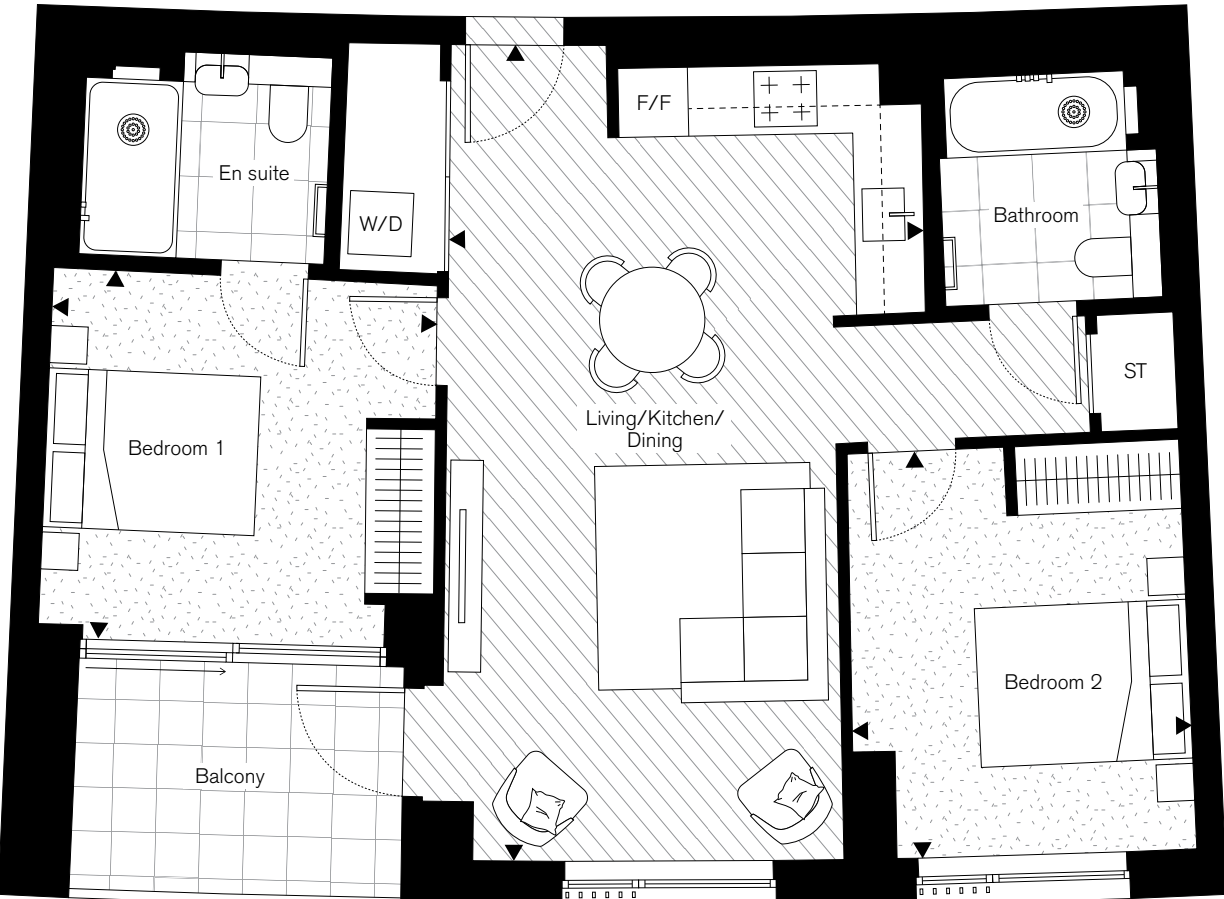 F/F
En suite
W/D
Bathroom
ST
Living/Kitchen/
Dining
Bedroom 1
Bedroom 2
Balcony